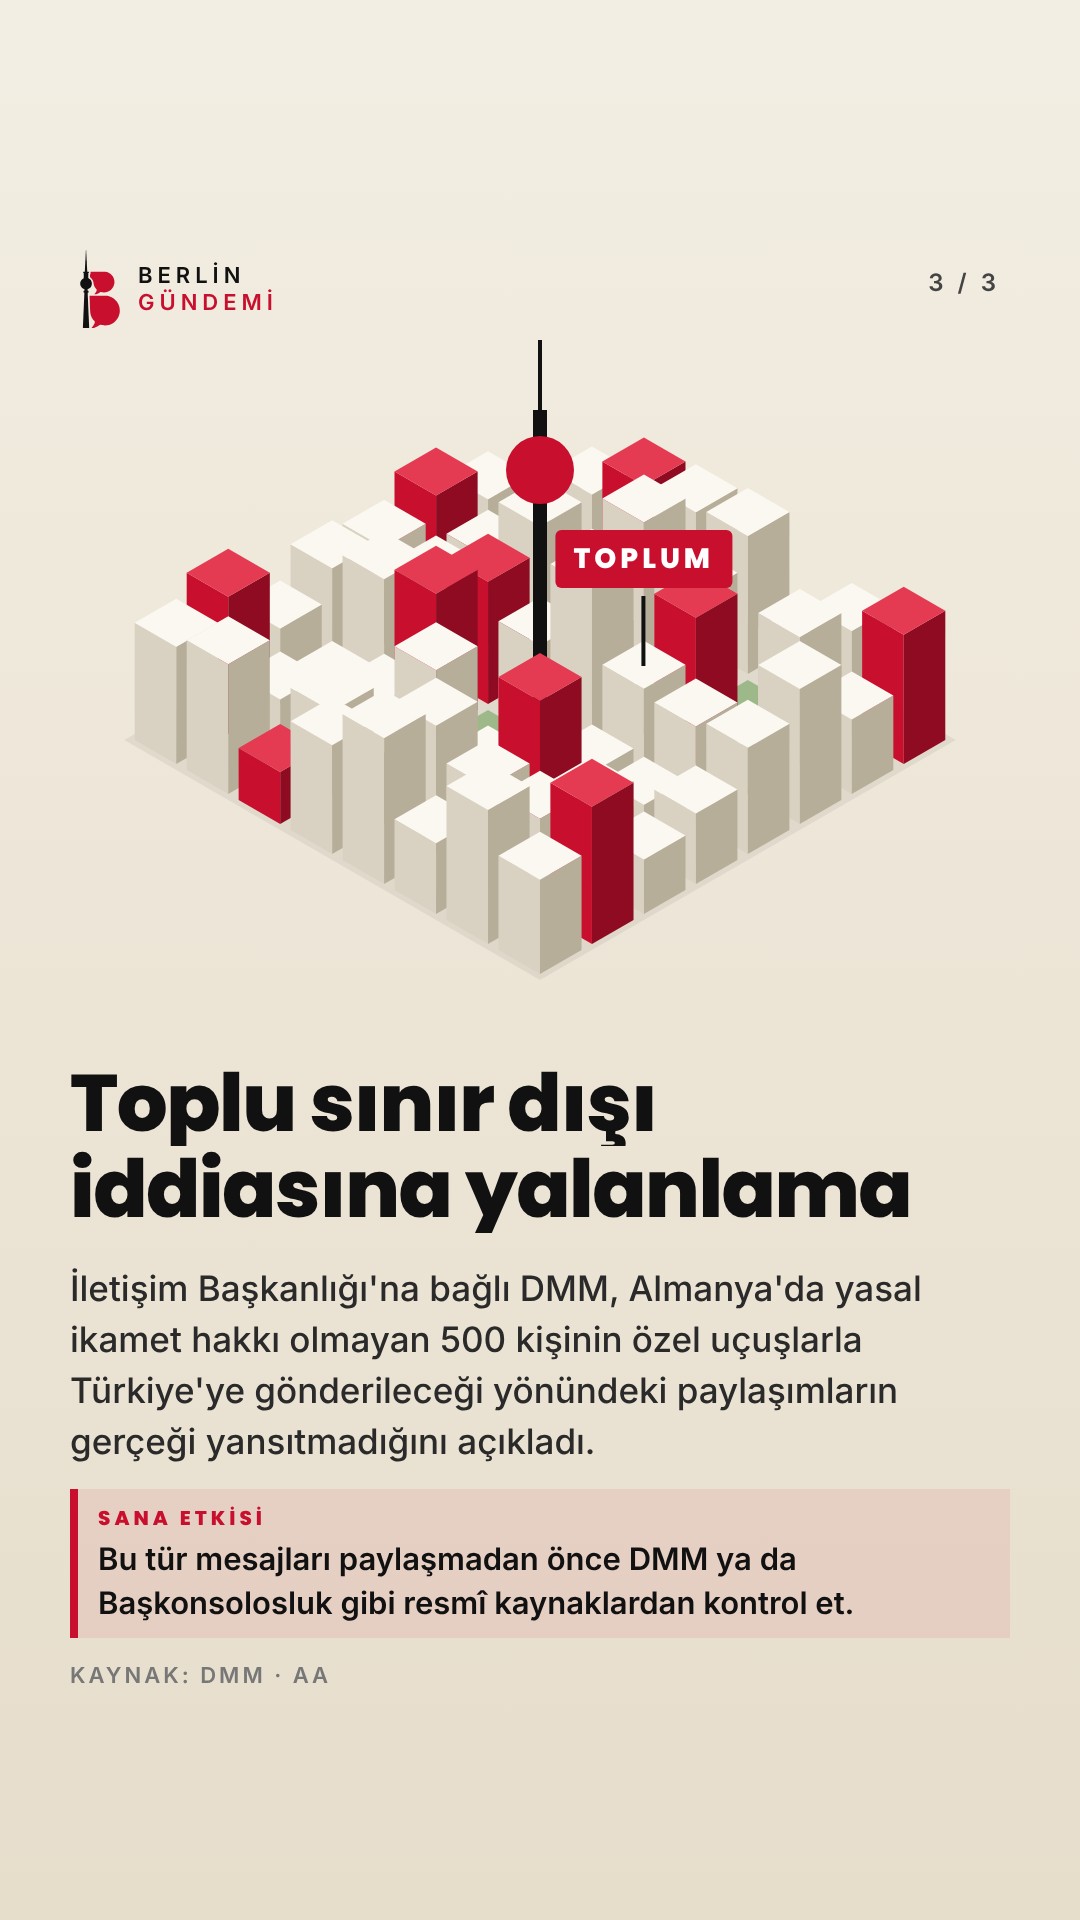 BERLİN
GÜNDEMİ
3 / 3
TOPLUM
Toplu sınır dışı
iddiasına yalanlama
İletişim Başkanlığı'na bağlı DMM, Almanya'da yasal
ikamet hakkı olmayan 500 kişinin özel uçuşlarla
Türkiye'ye gönderileceği yönündeki paylaşımların
gerçeği yansıtmadığını açıkladı.
SANA ETKİSİ
Bu tür mesajları paylaşmadan önce DMM ya da
Başkonsolosluk gibi resmî kaynaklardan kontrol et.
KAYNAK: DMM · AA